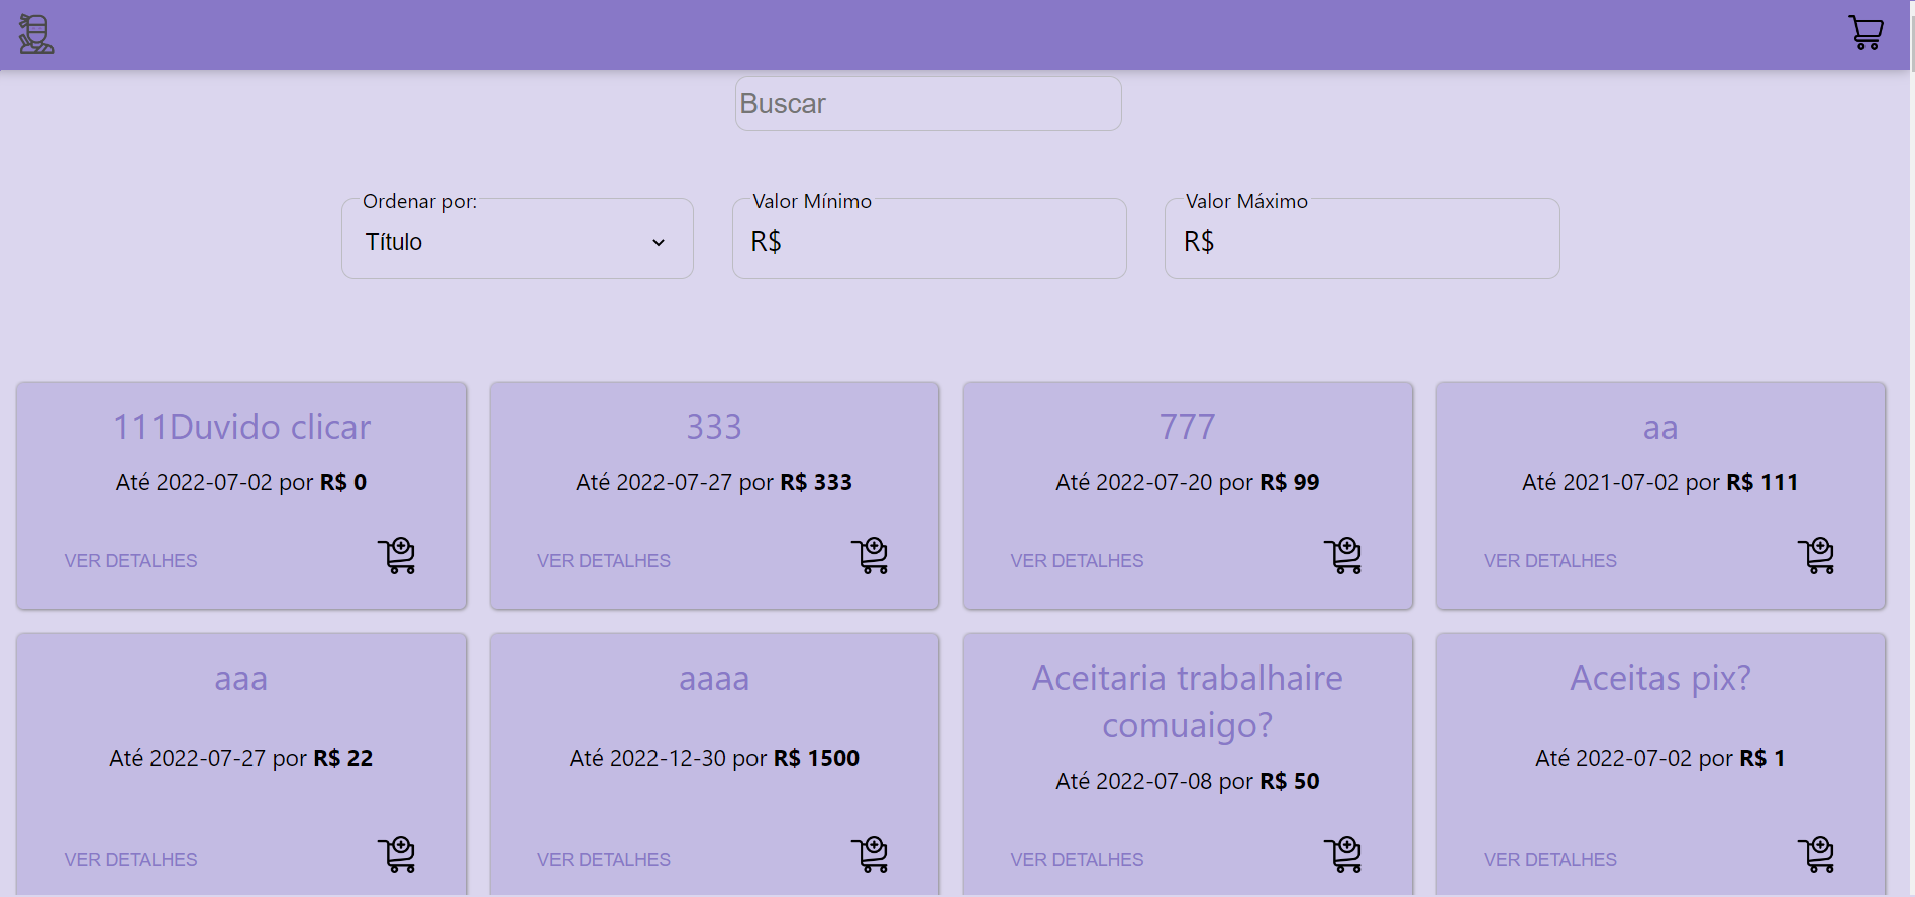 Buscar
Ordenar por:
Título
Valor Mínimo
R$
Valor Máximo
R$
111Duvido clicar
Até 2022-07-02 por R$ 0
VER DETALHES
333
Até 2022-07-27 por R$ 333
VER DETALHES
777
Até 2022-07-20 por R$ 99
VER DETALHES
aa
Até 2021-07-02 por R$ 111
VER DETALHES
aaa
Até 2022-07-27 por R$ 22
VER DETALHES
aaaa
Até 2022-12-30 por R$ 1500
VER DETALHES
Aceitaria trabalhaire
comuaigo?
Até 2022-07-08 por R$ 50
VER DETALHES
Aceitas pix?
Até 2022-07-02 por R$ 1
VER DETALHES